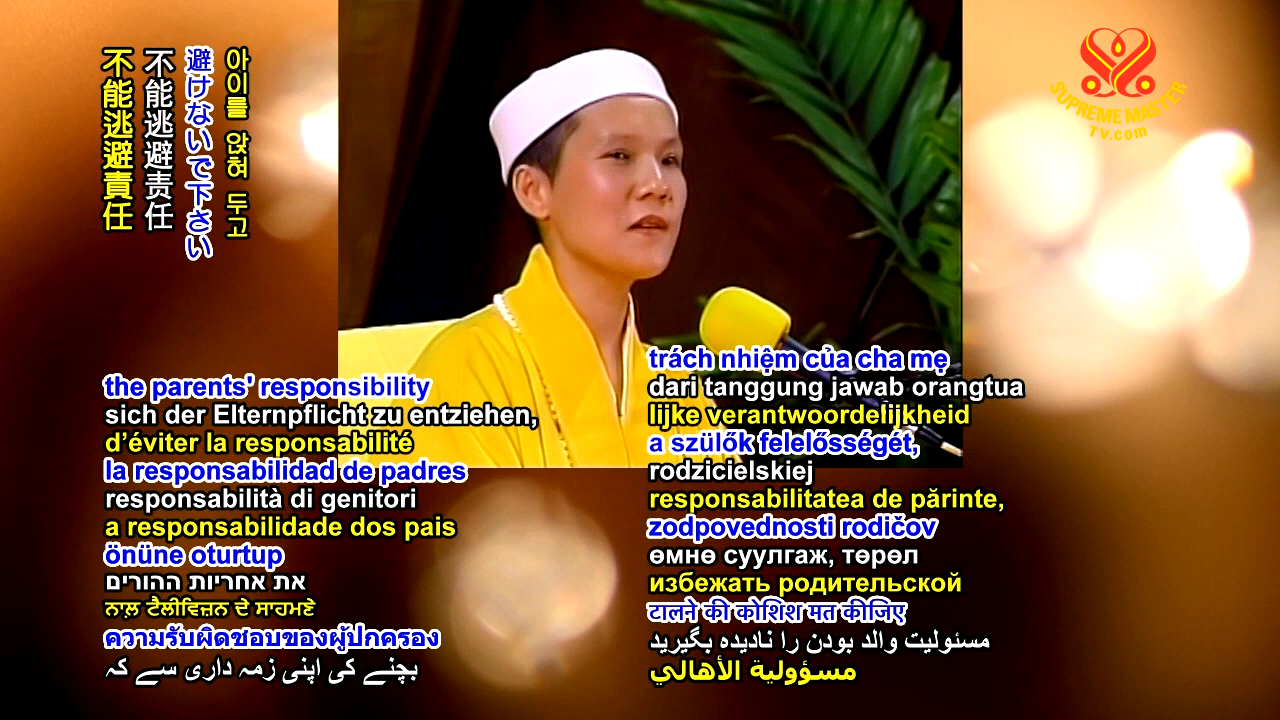 不能逃避責任
不能逃避责任
避けないで下さい
아이를 앉혀 두고
SUPREME MASTER
TV.com
the parents' responsibility
sich der Elternpflicht zu entziehen,
d’éviter la responsabilité
la responsabilidad de padres
responsabilità di genitori
a responsabilidade dos pais
önüne oturtup
את אחריות ההורים
ਨਾਲ਼ ਟੈਲੀਵਿਜ਼ਨ ਦੇ ਸਾਹਮਣੇ
ความรับผิดชอบของผู้ปกครอง
بچنے کی اپنی زمہ داری سے کہ
trách nhiệm của cha mẹ
dari tanggung jawab orangtua
lijke verantwoordelijkheid
a szülők felelősségét,
rodzicielskiej
responsabilitatea de părinte,
zodpovednosti rodičov
өмнө суулгаж, төрөл
избежать родительской
टालने की कोशिश मत कीजिए
مسئولیت والد بودن را نادیده بگیرید
مسؤولية الأهالي